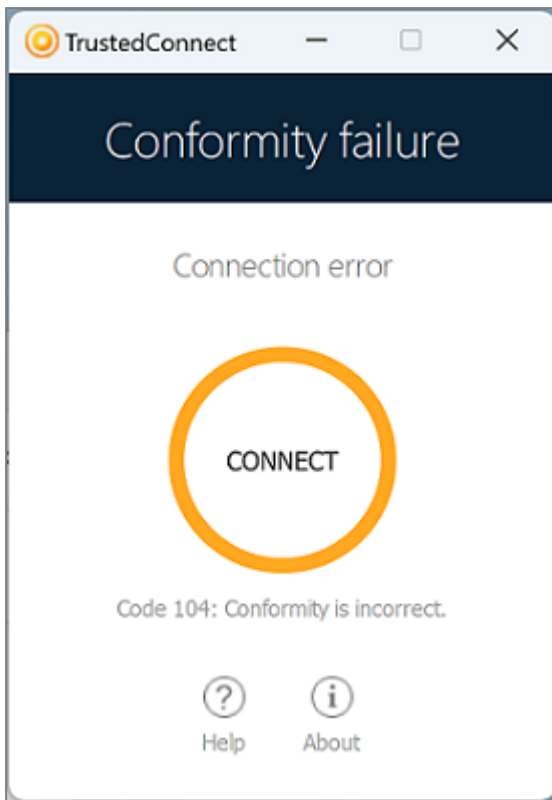 TrustedConnect
Conformity failure
Connection error
CONNECT
Code 104: Conformity is incorrect.
Help About